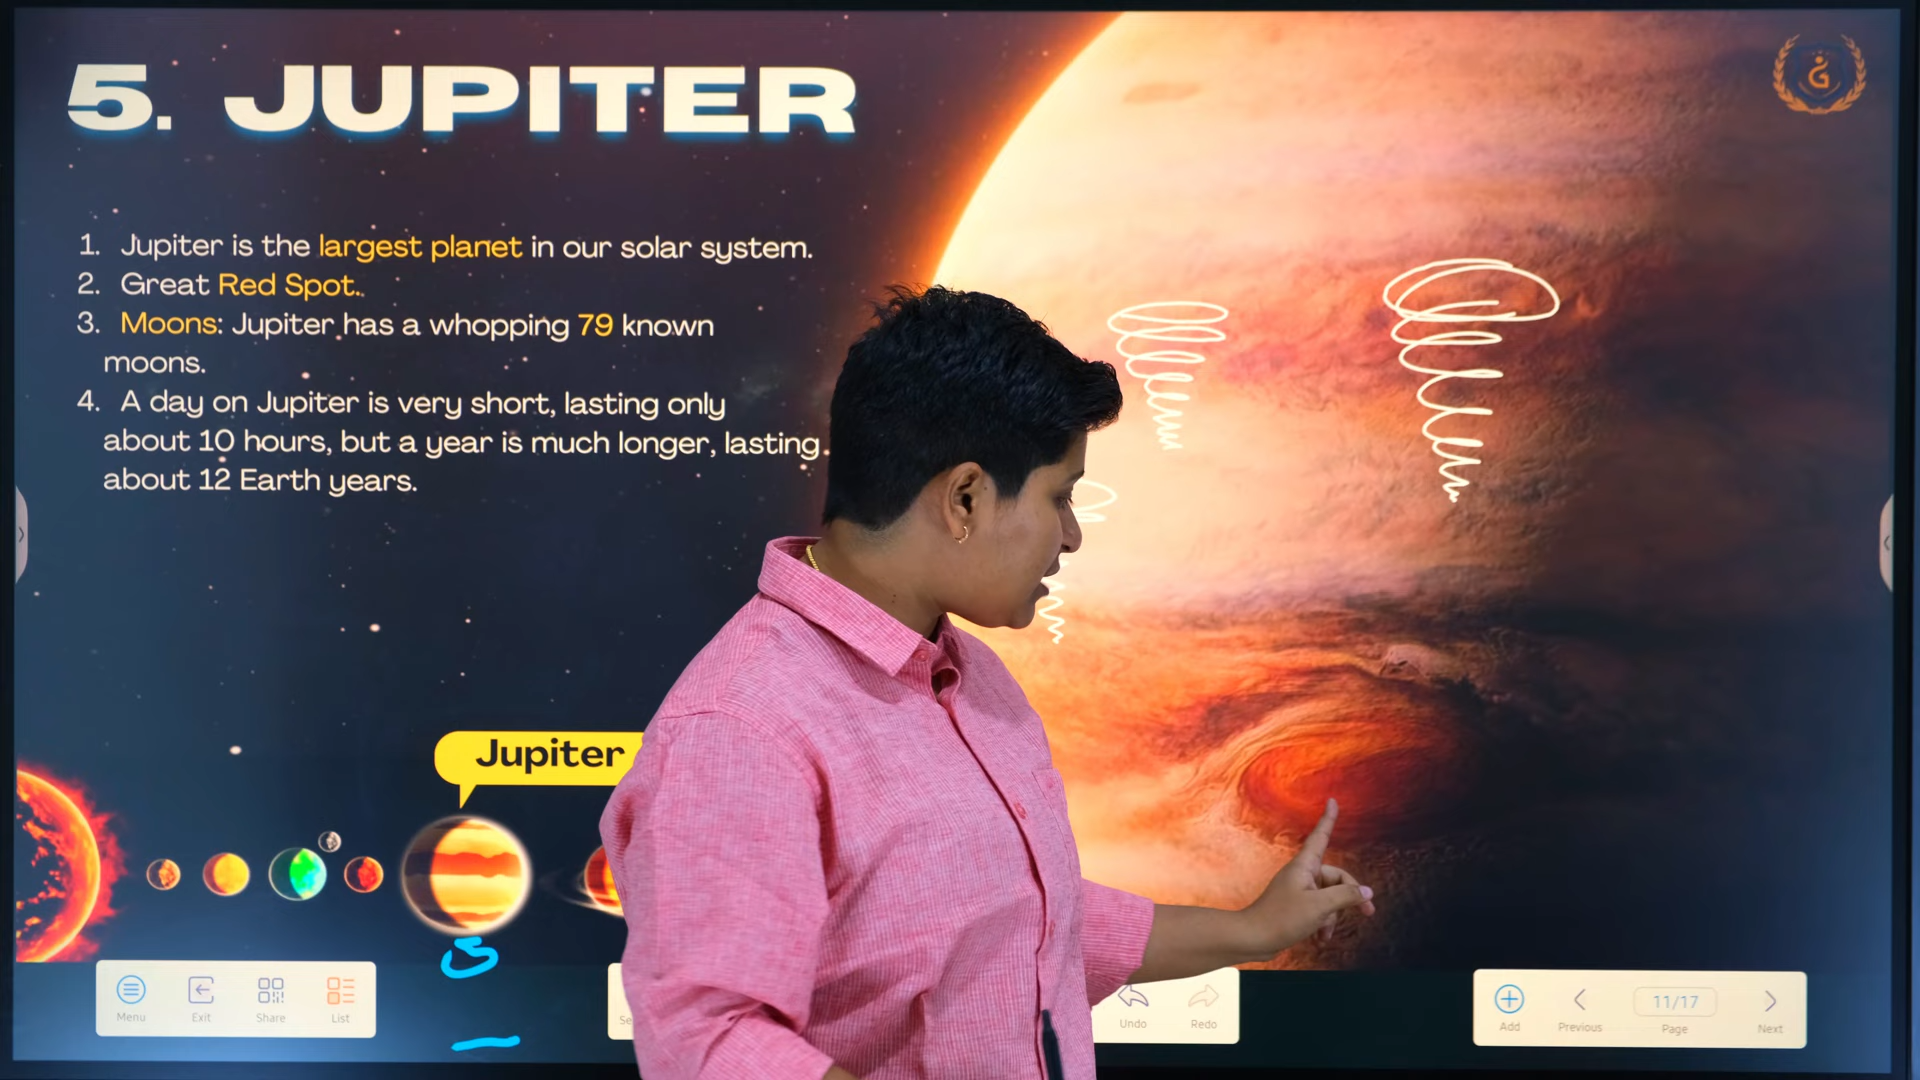 5. JUPITER
G
1. Jupiter is the largest planet in our solar system.
2. Great Red Spot.
3. Moons: Jupiter has a whopping 79 known
moons.
4. A day on Jupiter is very short, lasting only
about 10 hours, but a year is much longer, lasting
about 12 Earth years.
Jupiter
5
Menu
Exit
Share
List
Undo
Redo
Add
Previous
11/17
Page
Next